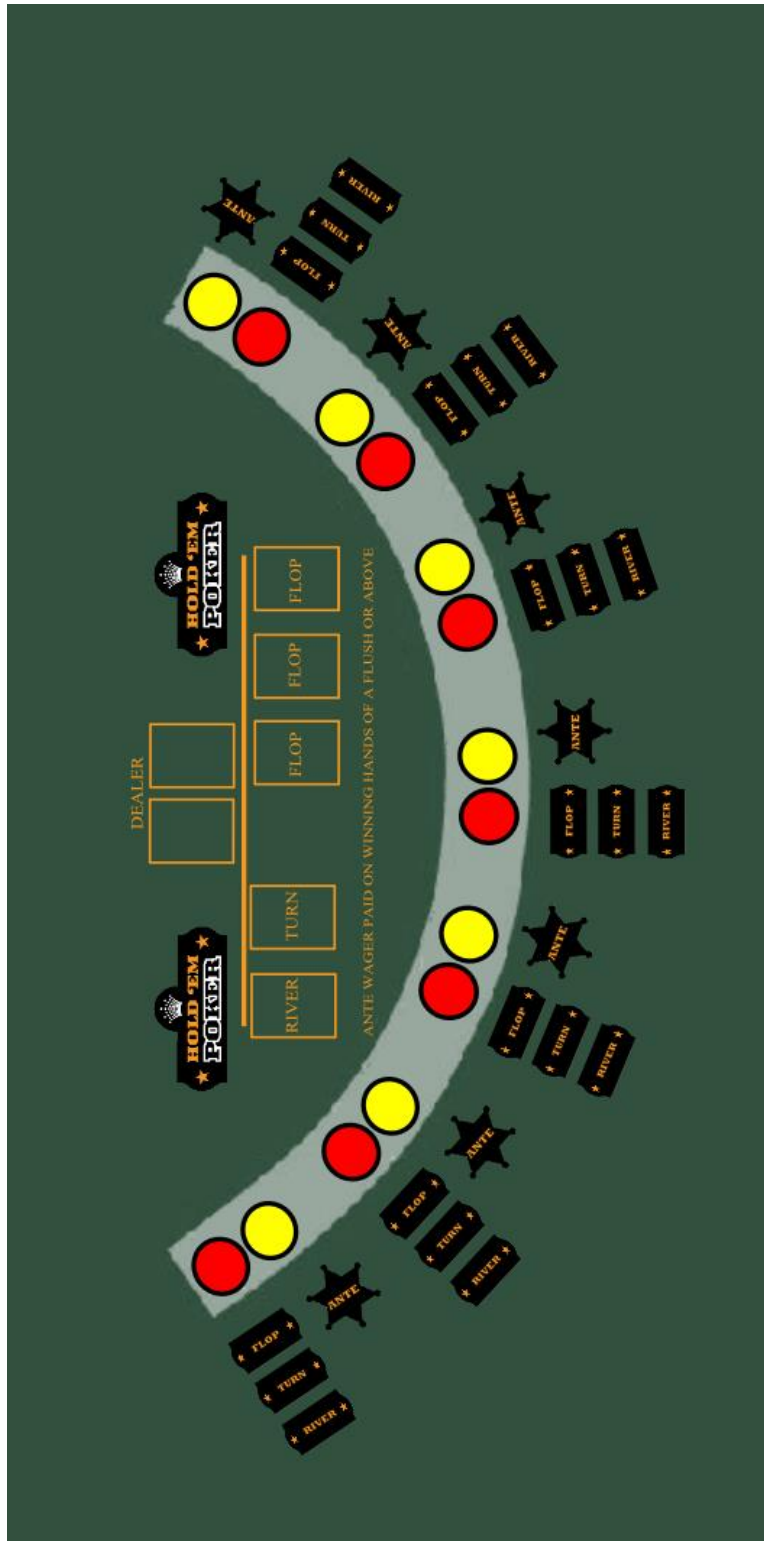 DEALER
HOLD 'EM
POKER
HOLD 'EM
POKER
RIVER
TURN
FLOP
FLOP
FLOP
ANTE WAGER PAID ON WINNING HANDS OF A FLUSH OR ABOVE
ANTE
FLOP
TURN
RIVER
ANTE
FLOP
TURN
RIVER
ANTE
FLOP
TURN
RIVER
ANTE
FLOP
TURN
RIVER
ANTE
FLOP
TURN
RIVER
ANTE
FLOP
TURN
RIVER
ANTE
FLOP
TURN
RIVER